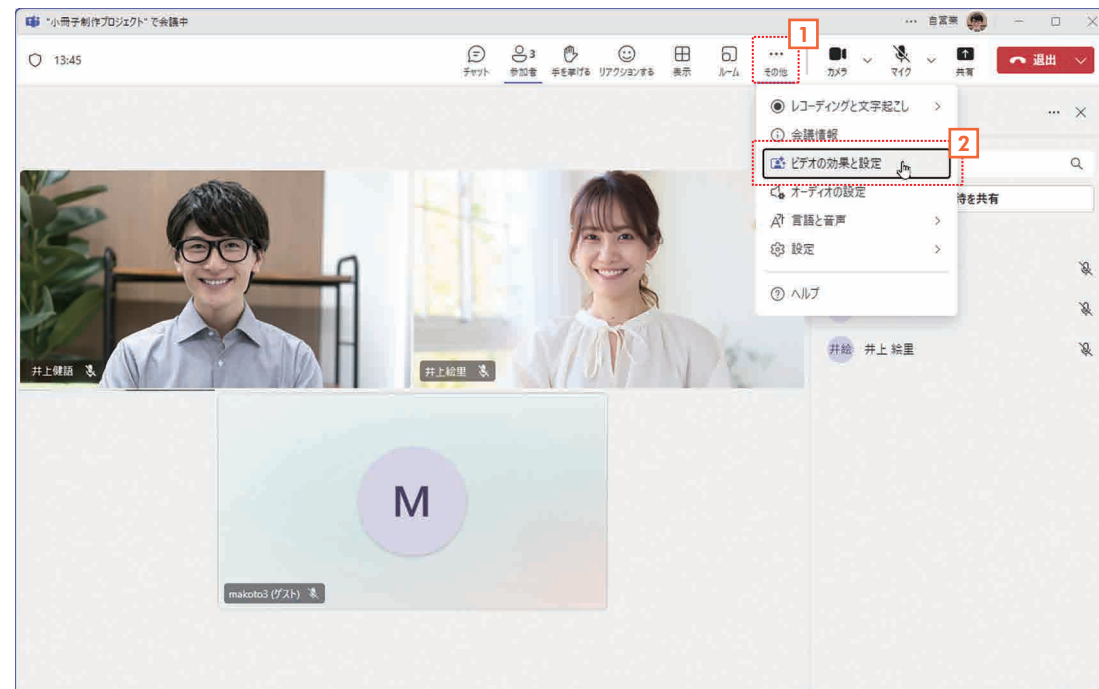 "小冊子制作プロジェクト" で会議中
自営業
13:45
チャット
参加者 3
手を挙げる
リアクションする
表示
ルーム
その他
カメラ
マイク
共有
退出
1
レコーディングと文字起こし
会議情報
2
ビデオの効果と設定
オーディオの設定
待を共有
言語と音声
設定
ヘルプ
井絵 井上 絵里
井上健語
井上絵里
M
makoto3 (ゲスト)